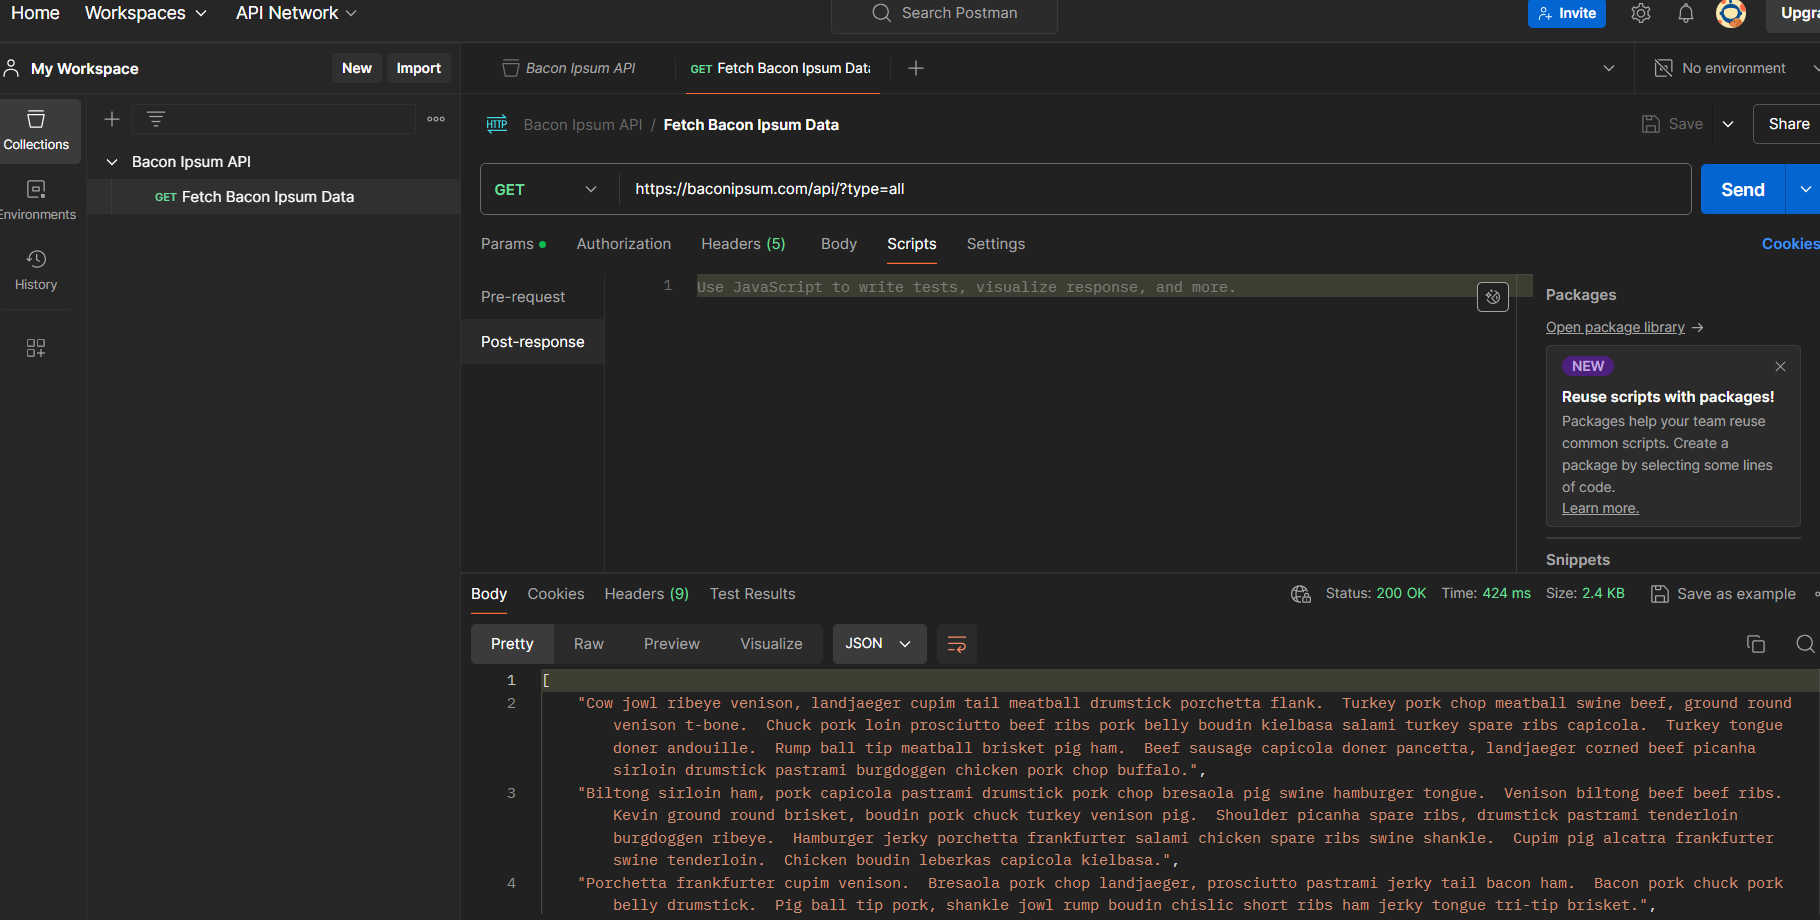 Home Workspaces API Network Search Postman Invite
My Workspace New Import Bacon Ipsum API GET Fetch Bacon Ipsum Data No environment
Collections
Environments
History
Bacon Ipsum API
GET Fetch Bacon Ipsum Data
HTTP Bacon Ipsum API / Fetch Bacon Ipsum Data Save Share
GET https://baconipsum.com/api/?type=all Send
Params Authorization Headers (5) Body Scripts Settings Cookies
Pre-request
Post-response
1 Use JavaScript to write tests, visualize response, and more.
Packages
Open package library →
NEW
Reuse scripts with packages!
Packages help your team reuse
common scripts. Create a
package by selecting some lines
of code.
Learn more.
Snippets
Body Cookies Headers (9) Test Results Status: 200 OK Time: 424 ms Size: 2.4 KB Save as example
Pretty Raw Preview Visualize JSON
1 [
2 "Cow jowl ribeye venison, landjaeger cupim tail meatball drumstick porchetta flank.  Turkey pork chop meatball swine beef, ground round
venison t-bone.  Chuck pork loin prosciutto beef ribs pork belly boudin kielbasa salami turkey spare ribs capicola.  Turkey tongue
doner andouille.  Rump ball tip meatball brisket pig ham.  Beef sausage capicola doner pancetta, landjaeger corned beef picanha
sirloin drumstick pastrami burgdoggen chicken pork chop buffalo.",
3 "Biltong sirloin ham, pork capicola pastrami drumstick pork chop bresaola pig swine hamburger tongue.  Venison biltong beef beef ribs.
Kevin ground round brisket, boudin pork chuck turkey venison pig.  Shoulder picanha spare ribs, drumstick pastrami tenderloin
burgdoggen ribeye.  Hamburger jerky porchetta frankfurter salami chicken spare ribs swine shankle.  Cupim pig alcatra frankfurter
swine tenderloin.  Chicken boudin leberkas capicola kielbasa.",
4 "Porchetta frankfurter cupim venison.  Bresaola pork chop landjaeger, prosciutto pastrami jerky tail bacon ham.  Bacon pork chuck pork
belly drumstick.  Pig ball tip pork, shankle jowl rump boudin chislic short ribs ham jerky tongue tri-tip brisket.",